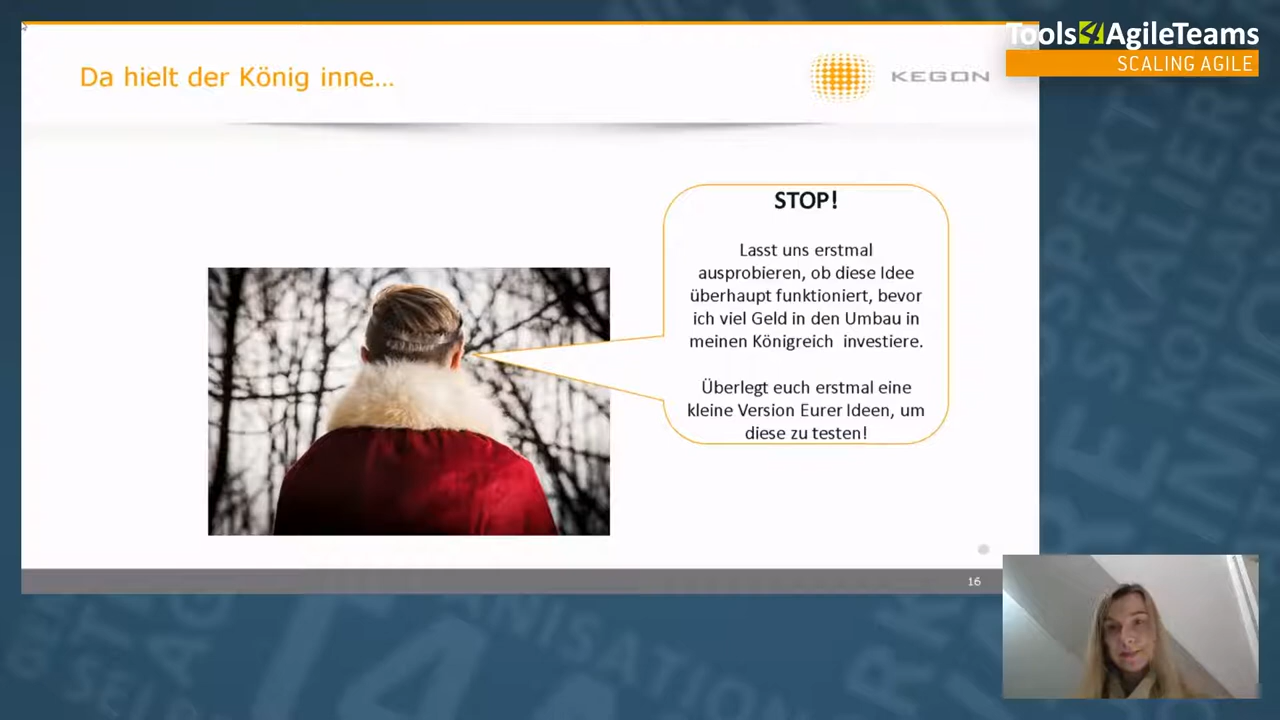 Tools4AgileTeams
SCALING AGILE
Da hielt der König inne...
KEGON
STOP!
Lasst uns erstmal
ausprobieren, ob diese Idee
überhaupt funktioniert, bevor
ich viel Geld in den Umbau in
meinen Königreich investiere.
Überlegt euch erstmal eine
kleine Version Eurer Ideen, um
diese zu testen!
16